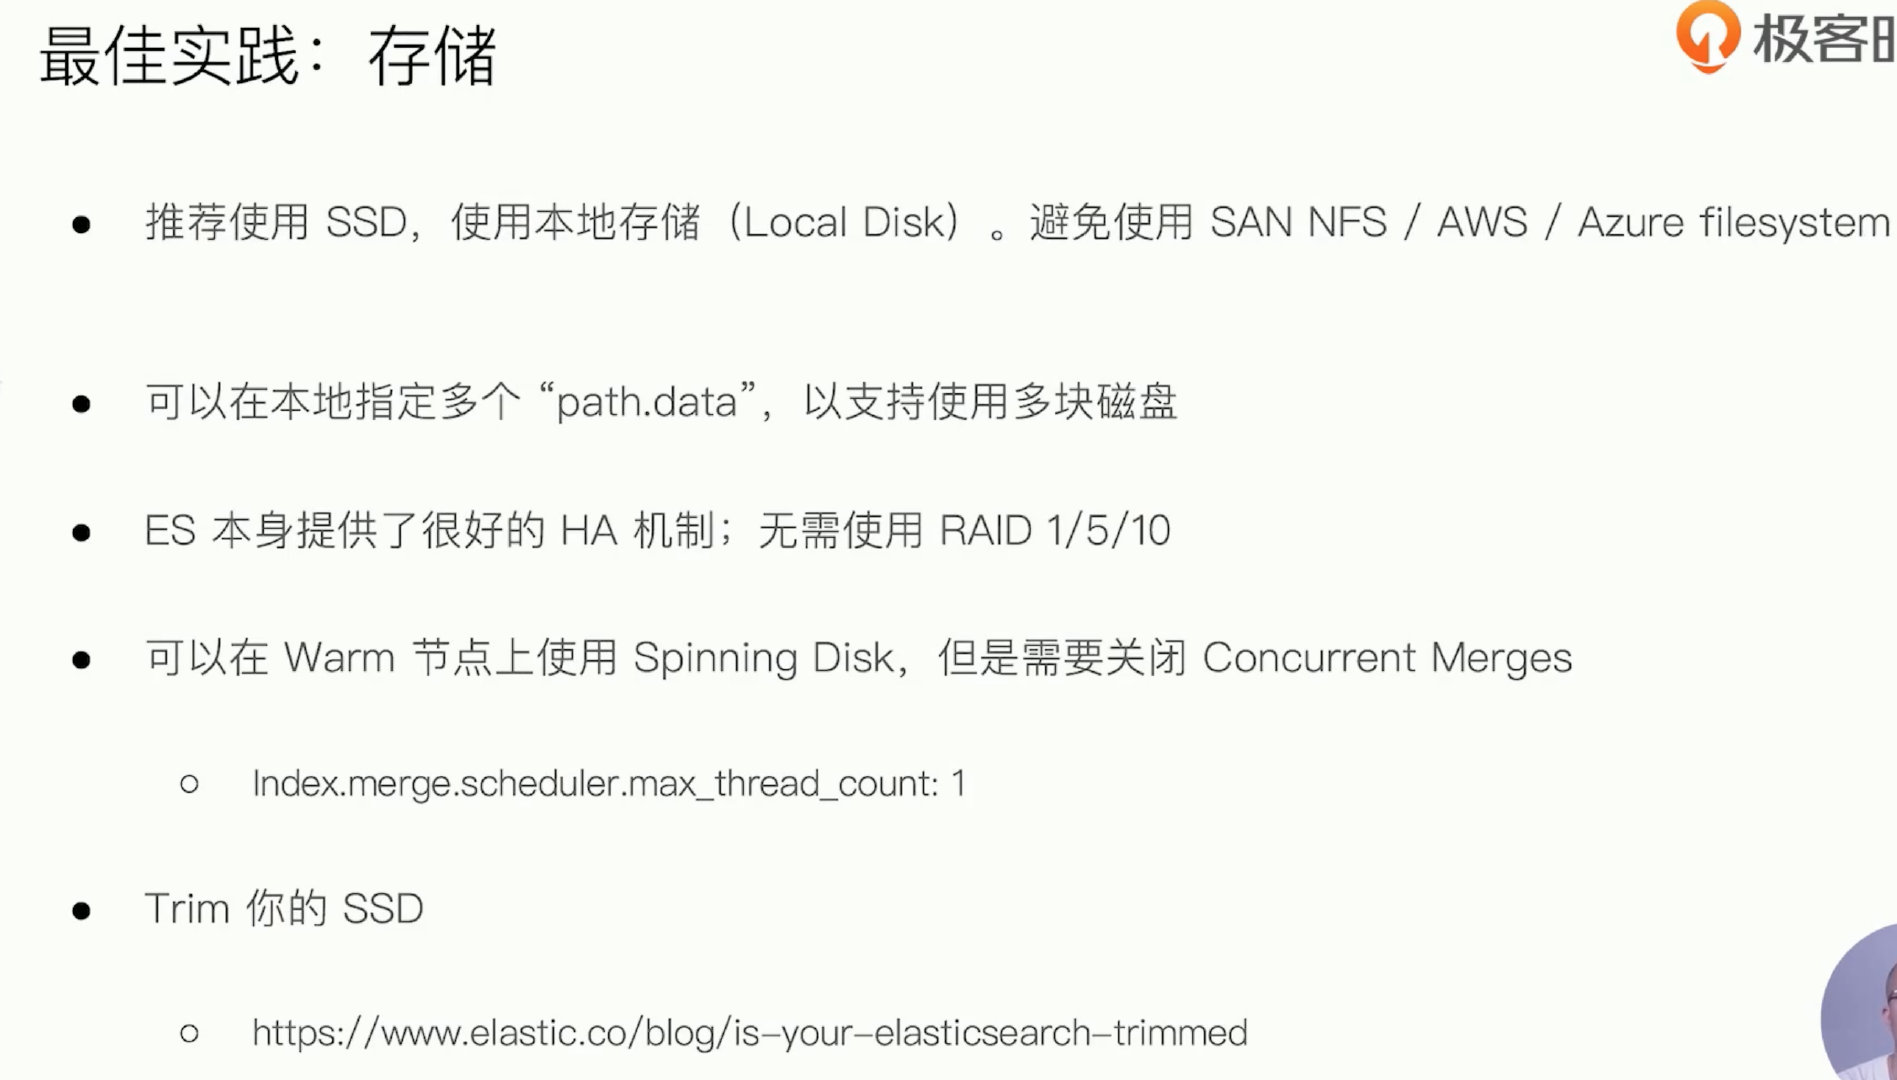 最佳实践：存储
极客时
● 推荐使用 SSD，使用本地存储（Local Disk）。避免使用 SAN NFS / AWS / Azure filesystem
● 可以在本地指定多个 “path.data”，以支持使用多块磁盘
● ES 本身提供了很好的 HA 机制；无需使用 RAID 1/5/10
● 可以在 Warm 节点上使用 Spinning Disk，但是需要关闭 Concurrent Merges
○ Index.merge.scheduler.max_thread_count: 1
● Trim 你的 SSD
○ https://www.elastic.co/blog/is-your-elasticsearch-trimmed